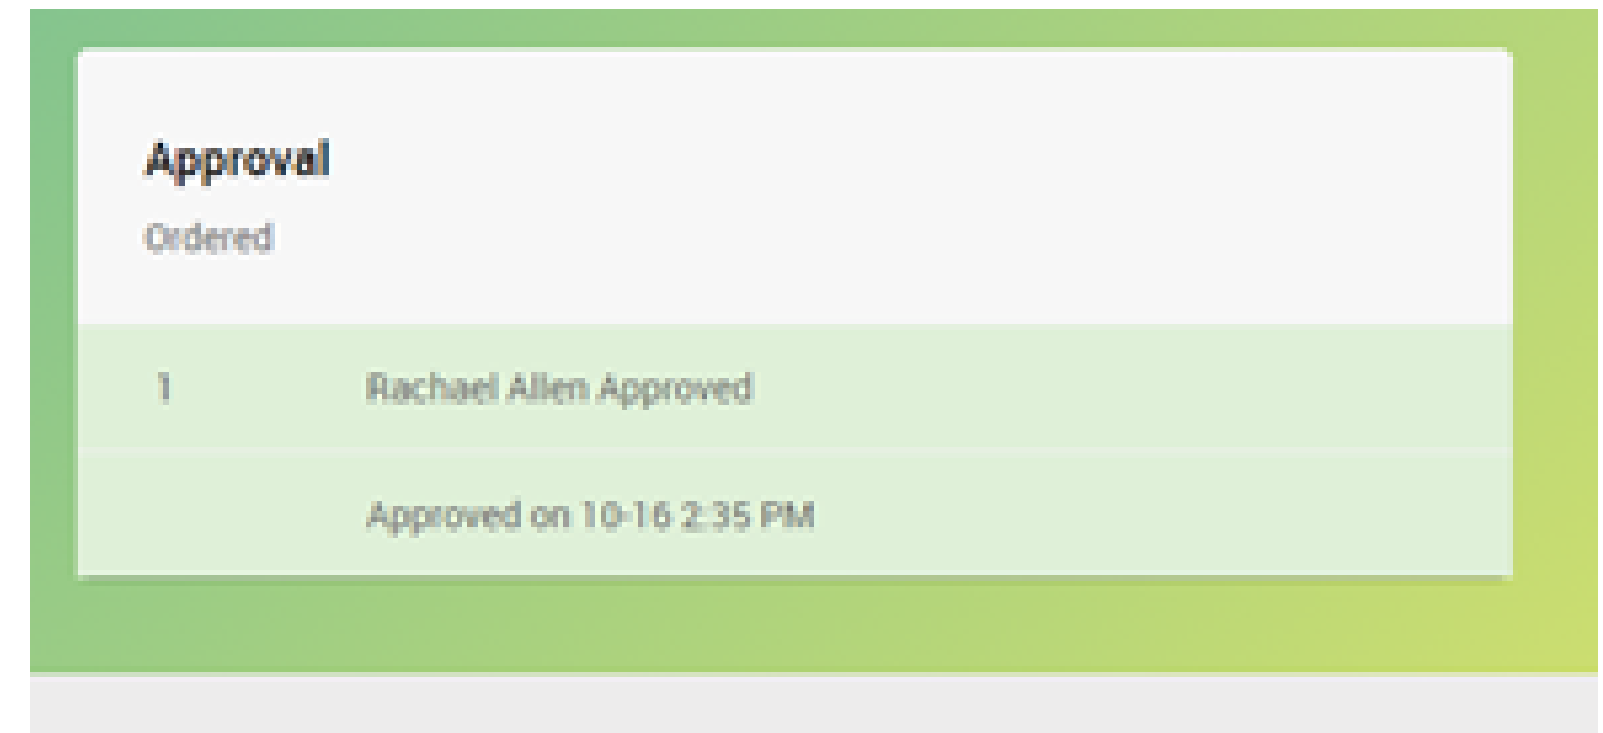 Approval
Ordered
1 Rachael Allen Approved
Approved on 10-16 2:35 PM